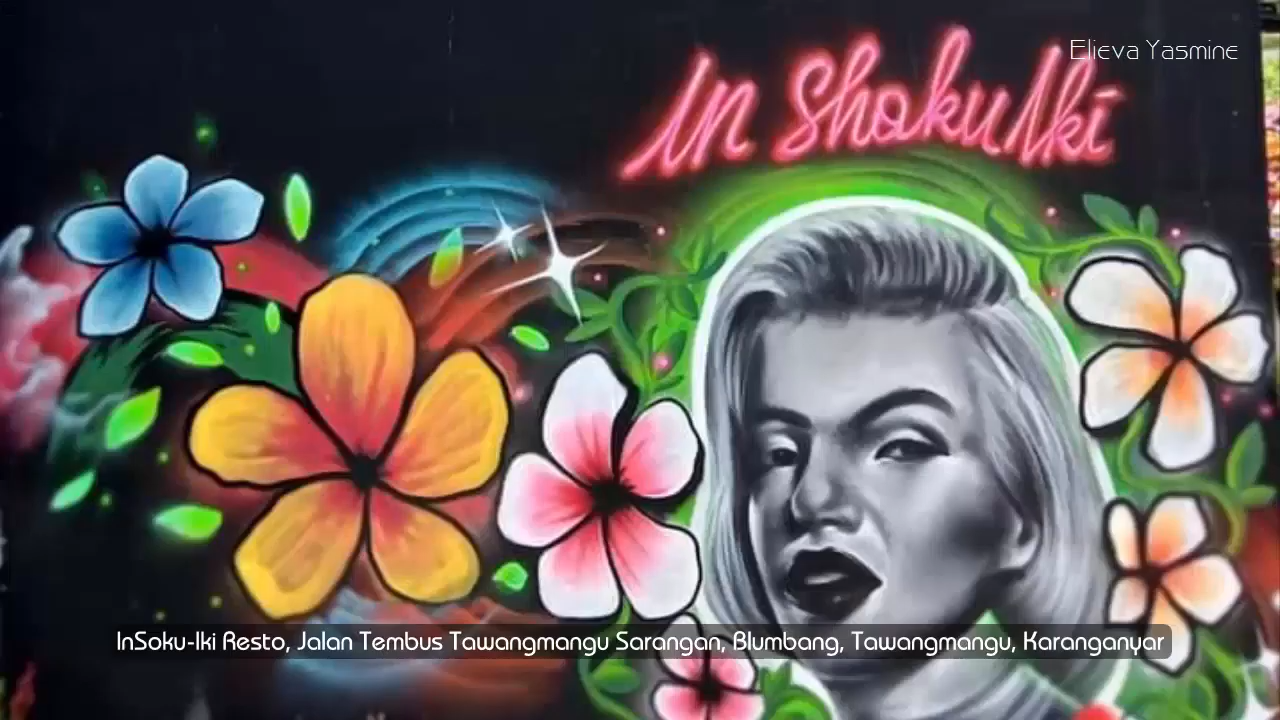 Elieva Yasmine
In ShokuIki
InSoku-Iki Resto, Jalan Tembus Tawangmangu Sarangan, Blumbang, Tawangmangu, Karanganyar